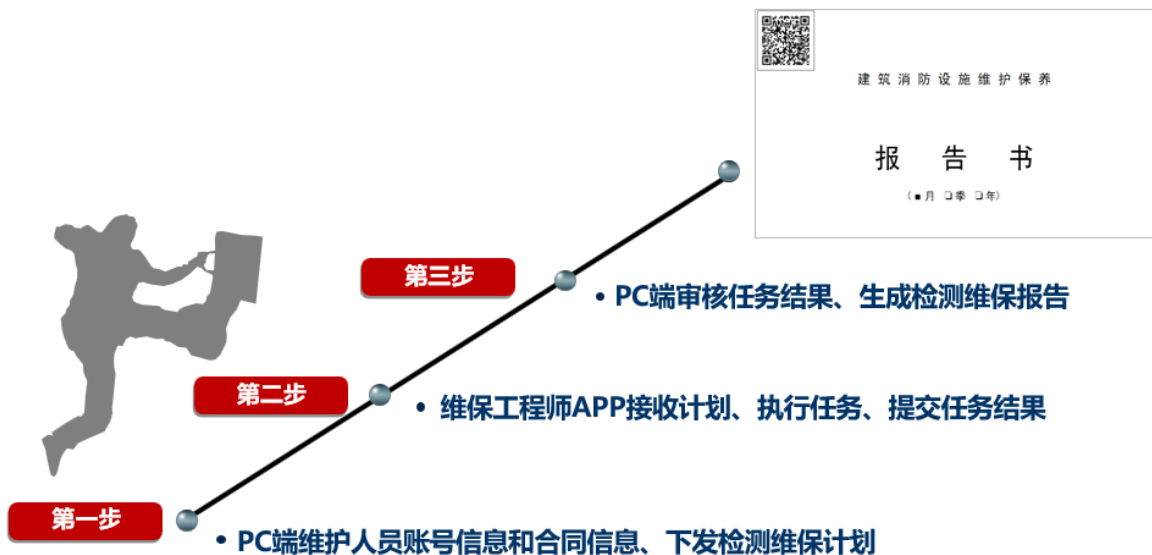 建筑消防设施维护保养
报 告 书
(■月 □季 □年)
第三步
• PC端审核任务结果、生成检测维保报告
第二步
• 维保工程师APP接收计划、执行任务、提交任务结果
第一步
• PC端维护人员账号信息和合同信息、下发检测维保计划